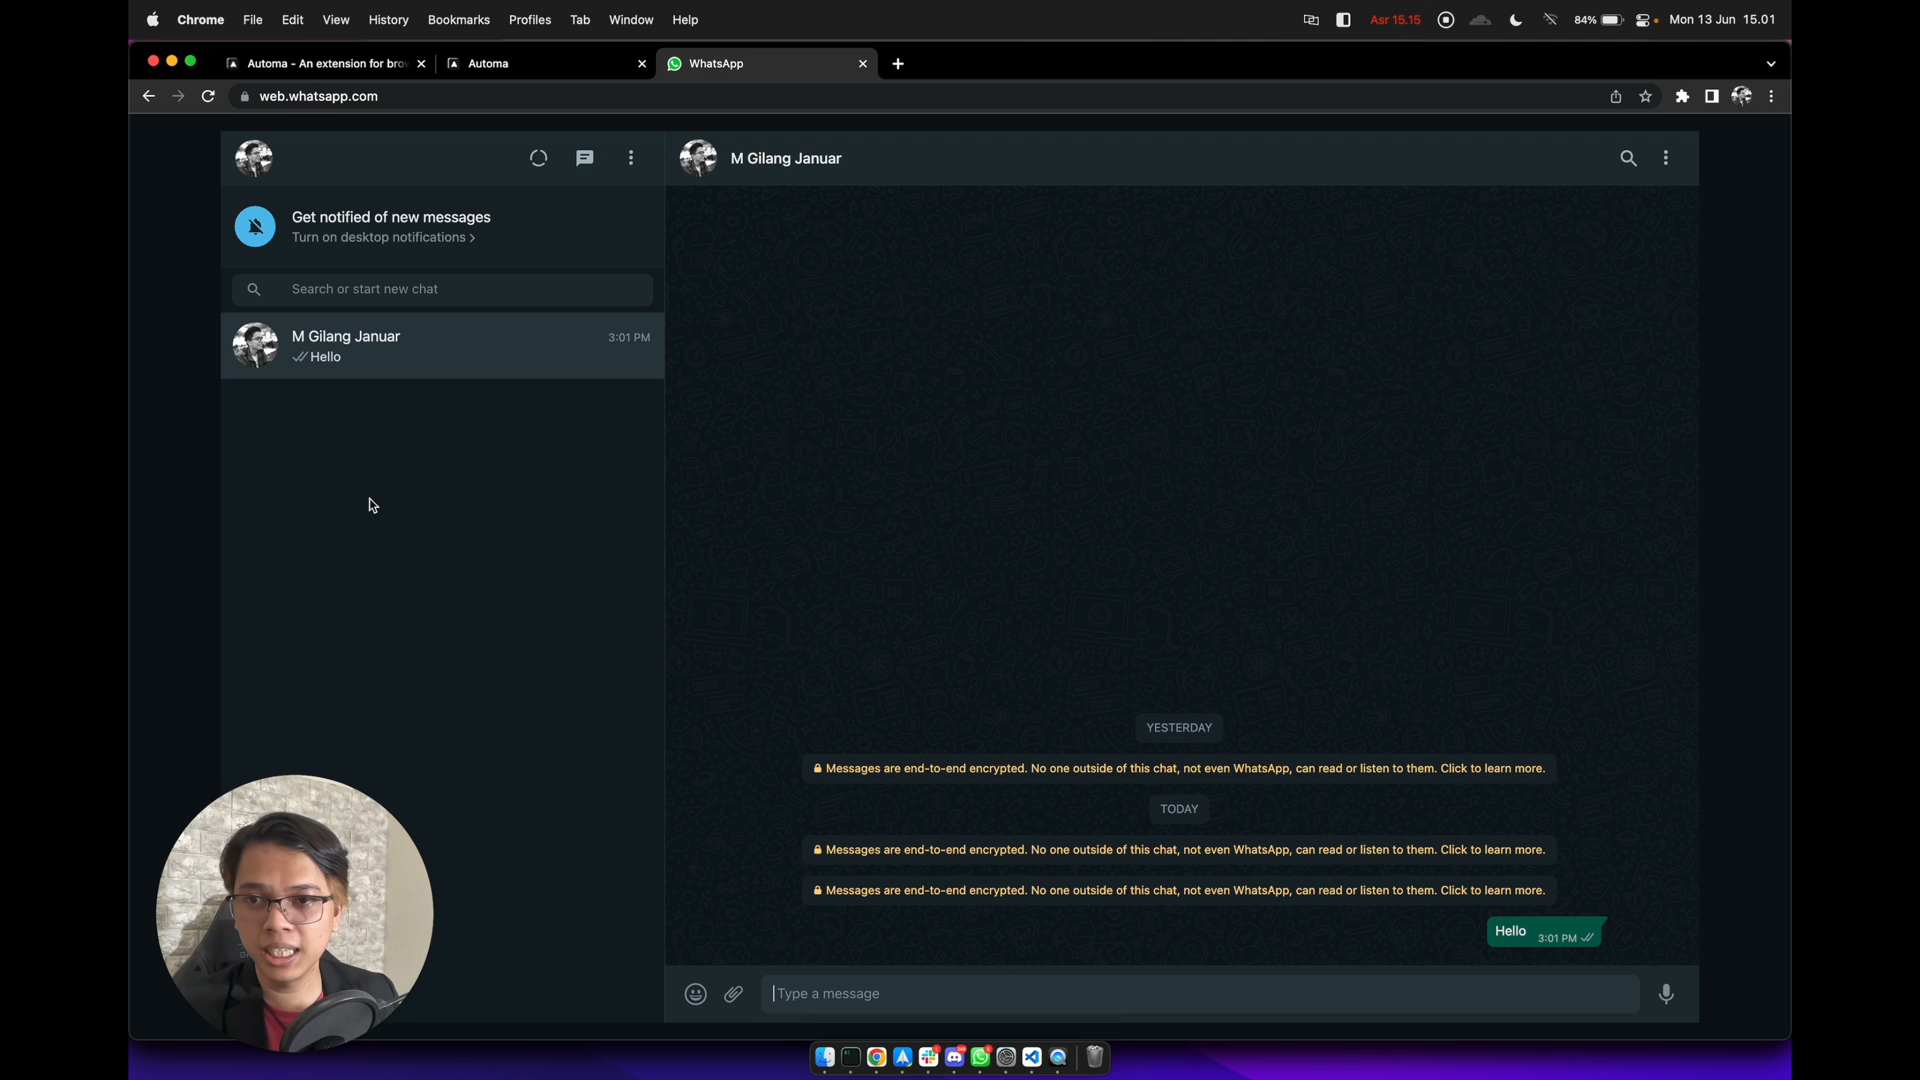 Chrome File Edit View History Bookmarks Profiles Tab Window Help
Asr 15.15 84% Mon 13 Jun 15.01
Automa - An extension for brow
Automa
WhatsApp
web.whatsapp.com
M Gilang Januar
Get notified of new messages
Turn on desktop notifications >
Search or start new chat
M Gilang Januar
3:01 PM
Hello
YESTERDAY
Messages are end-to-end encrypted. No one outside of this chat, not even WhatsApp, can read or listen to them. Click to learn more.
TODAY
Messages are end-to-end encrypted. No one outside of this chat, not even WhatsApp, can read or listen to them. Click to learn more.
Messages are end-to-end encrypted. No one outside of this chat, not even WhatsApp, can read or listen to them. Click to learn more.
Hello 3:01 PM
Type a message